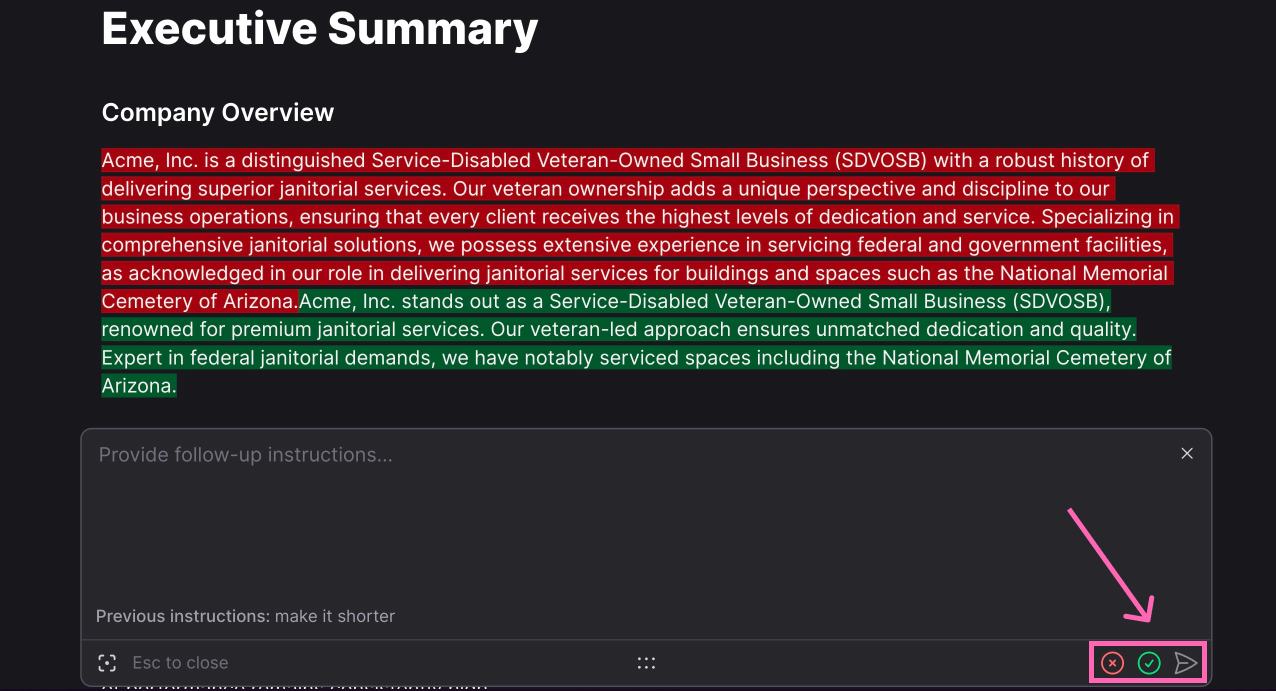 Executive Summary
Company Overview
Acme, Inc. is a distinguished Service-Disabled Veteran-Owned Small Business (SDVOSB) with a robust history of
delivering superior janitorial services. Our veteran ownership adds a unique perspective and discipline to our
business operations, ensuring that every client receives the highest levels of dedication and service. Specializing in
comprehensive janitorial solutions, we possess extensive experience in servicing federal and government facilities,
as acknowledged in our role in delivering janitorial services for buildings and spaces such as the National Memorial
Cemetery of Arizona.Acme, Inc. stands out as a Service-Disabled Veteran-Owned Small Business (SDVOSB),
renowned for premium janitorial services. Our veteran-led approach ensures unmatched dedication and quality.
Expert in federal janitorial demands, we have notably serviced spaces including the National Memorial Cemetery of
Arizona.
Provide follow-up instructions...
Previous instructions: make it shorter
Esc to close
performance remains consistently high